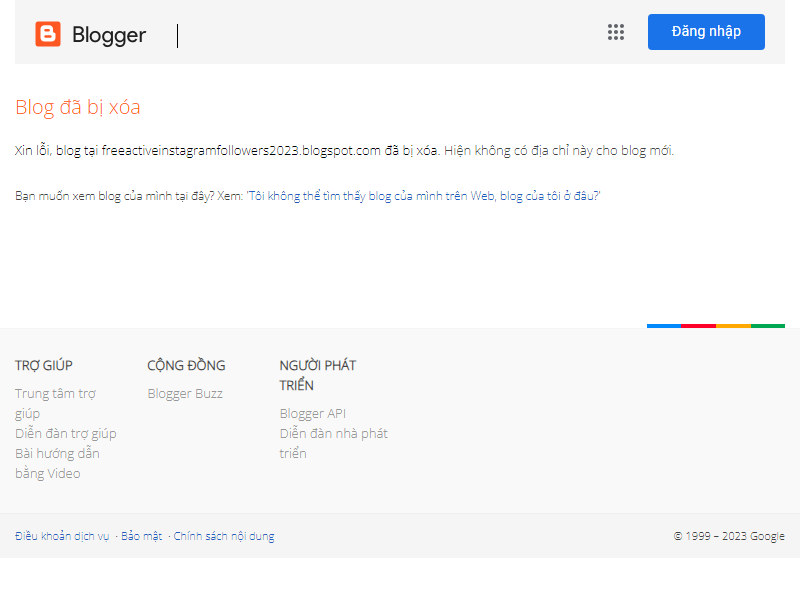 Blogger
Đăng nhập
Blog đã bị xóa
Xin lỗi, blog tại freeactiveinstagramfollowers2023.blogspot.com đã bị xóa. Hiện không có địa chỉ này cho blog mới.
Bạn muốn xem blog của mình tại đây? Xem: 'Tôi không thể tìm thấy blog của mình trên Web, blog của tôi ở đâu?'
TRỢ GIÚP
Trung tâm trợ
giúp
Diễn đàn trợ giúp
Bài hướng dẫn
bằng Video
CỘNG ĐỒNG
Blogger Buzz
NGƯỜI PHÁT
TRIỂN
Blogger API
Diễn đàn nhà phát
triển
Điều khoản dịch vụ · Bảo mật · Chính sách nội dung
© 1999 – 2023 Google